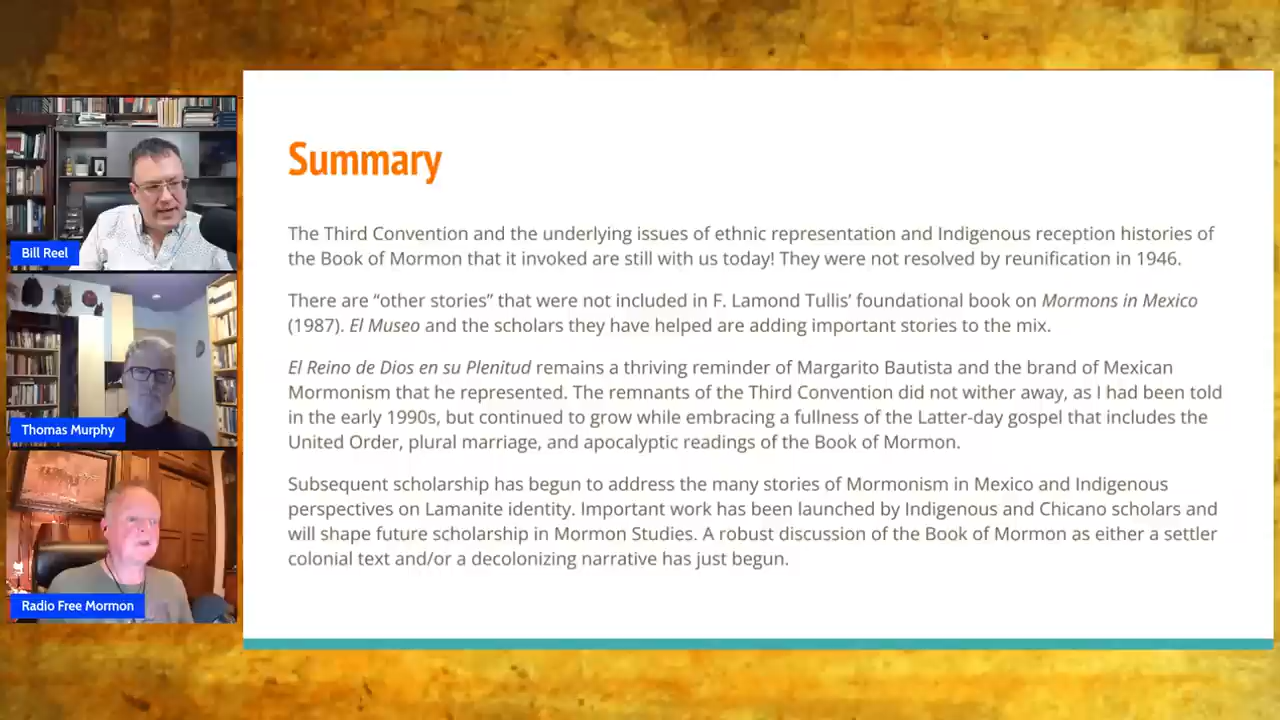 Bill Reel
Thomas Murphy
Radio Free Mormon
Summary
The Third Convention and the underlying issues of ethnic representation and Indigenous reception histories of
the Book of Mormon that it invoked are still with us today! They were not resolved by reunification in 1946.
There are “other stories” that were not included in F. Lamond Tullis’ foundational book on Mormons in Mexico
(1987). El Museo and the scholars they have helped are adding important stories to the mix.
El Reino de Dios en su Plenitud remains a thriving reminder of Margarito Bautista and the brand of Mexican
Mormonism that he represented. The remnants of the Third Convention did not wither away, as I had been told
in the early 1990s, but continued to grow while embracing a fullness of the Latter-day gospel that includes the
United Order, plural marriage, and apocalyptic readings of the Book of Mormon.
Subsequent scholarship has begun to address the many stories of Mormonism in Mexico and Indigenous
perspectives on Lamanite identity. Important work has been launched by Indigenous and Chicano scholars and
will shape future scholarship in Mormon Studies. A robust discussion of the Book of Mormon as either a settler
colonial text and/or a decolonizing narrative has just begun.